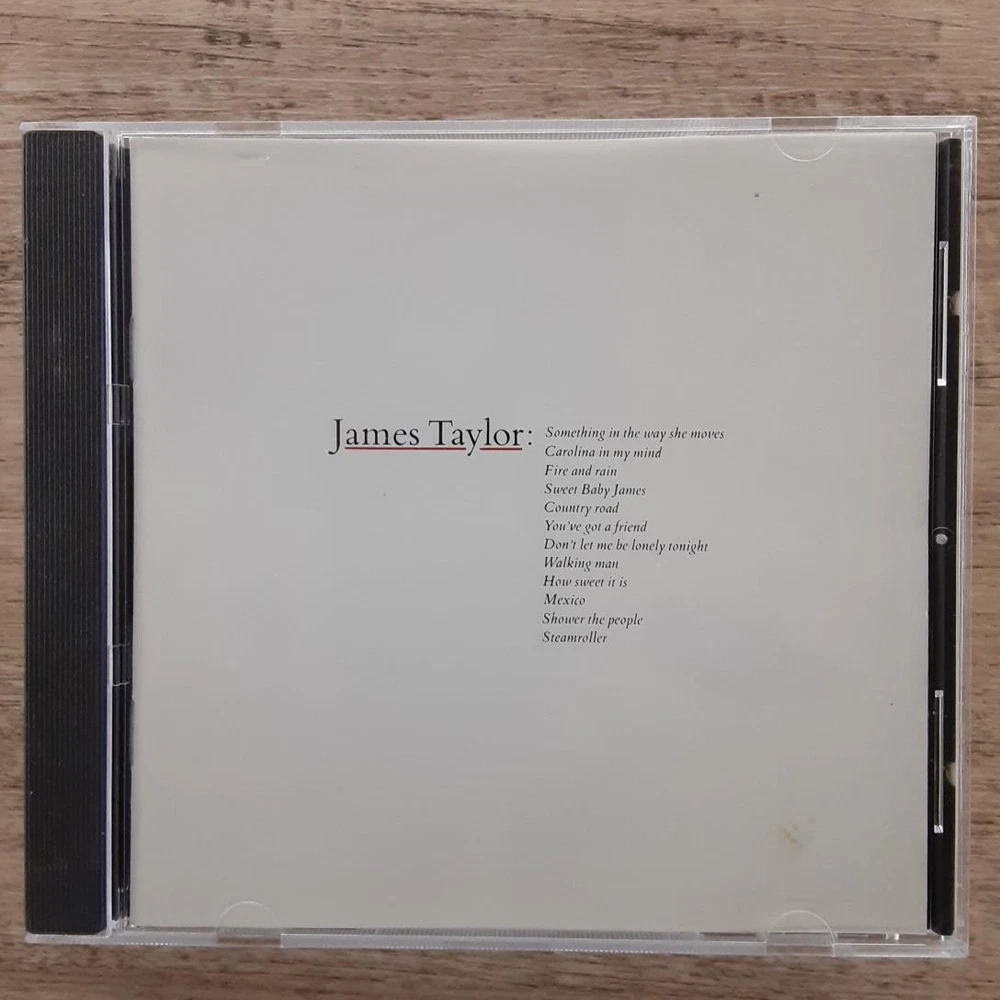 James Taylor: Something in the way she moves
Carolina in my mind
Fire and rain
Sweet Baby James
Country road
You've got a friend
Don't let me be lonely tonight
Walking man
How sweet it is
Mexico
Shower the people
Steamroller